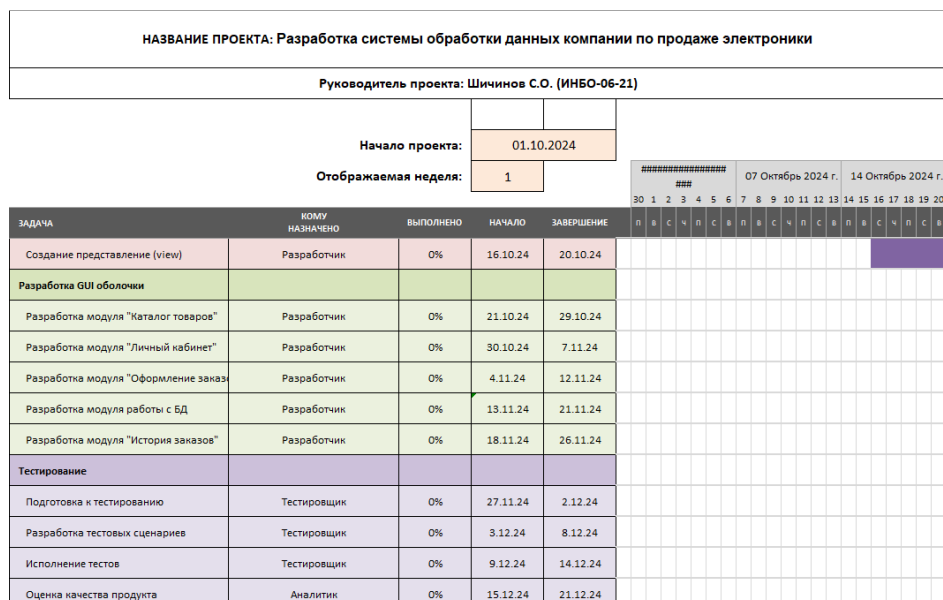 НАЗВАНИЕ ПРОЕКТА: Разработка системы обработки данных компании по продаже электроники
Руководитель проекта: Шичинов С.О. (ИНБО-06-21)
Начало проекта: 01.10.2024
Отображаемая неделя: 1
################### 07 Октябрь 2024 г. 14 Октябрь 2024 г.
30 1 2 3 4 5 6 7 8 9 10 11 12 13 14 15 16 17 18 19 20
ЗАДАЧА КОМУ НАЗНАЧЕНО ВЫПОЛНЕНО НАЧАЛО ЗАВЕРШЕНИЕ п в с ч п с в п в с ч п с в п в с ч п с в
Создание представление (view) Разработчик 0% 16.10.24 20.10.24
Разработка GUI оболочки
Разработка модуля "Каталог товаров" Разработчик 0% 21.10.24 29.10.24
Разработка модуля "Личный кабинет" Разработчик 0% 30.10.24 7.11.24
Разработка модуля "Оформление заказ Разработчик 0% 4.11.24 12.11.24
Разработка модуля работы с БД Разработчик 0% 13.11.24 21.11.24
Разработка модуля "История заказов" Разработчик 0% 18.11.24 26.11.24
Тестирование
Подготовка к тестированию Тестировщик 0% 27.11.24 2.12.24
Разработка тестовых сценариев Тестировщик 0% 3.12.24 8.12.24
Исполнение тестов Тестировщик 0% 9.12.24 14.12.24
Оценка качества продукта Аналитик 0% 15.12.24 21.12.24